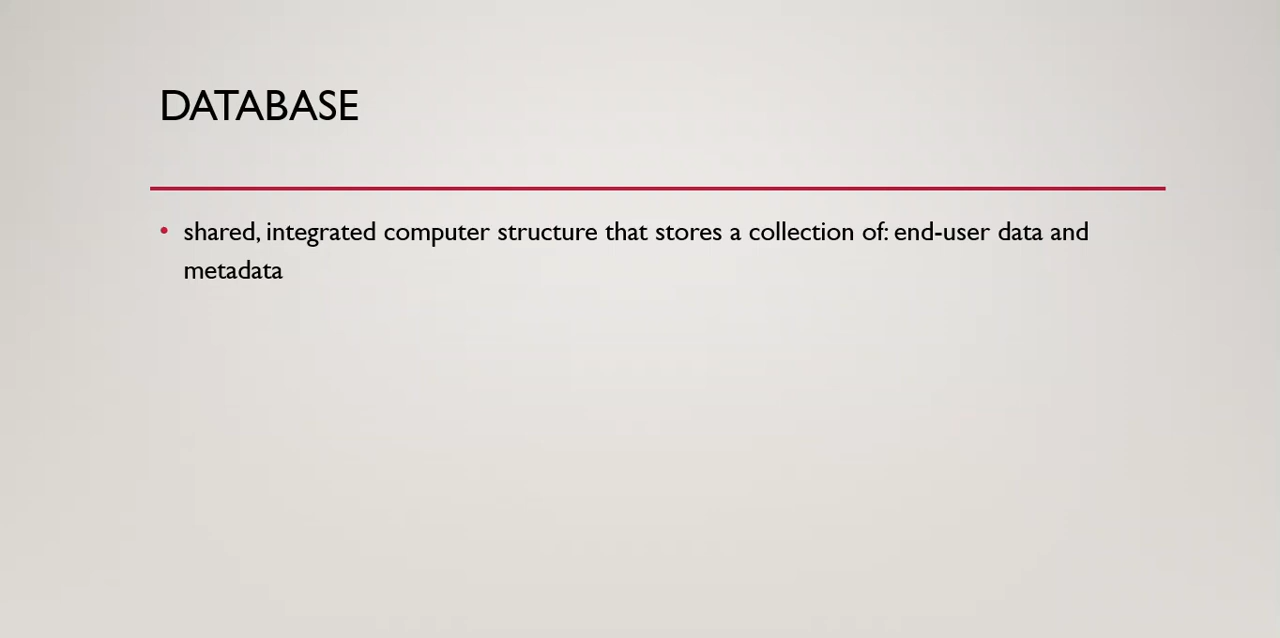 DATABASE
• shared, integrated computer structure that stores a collection of: end-user data and
metadata